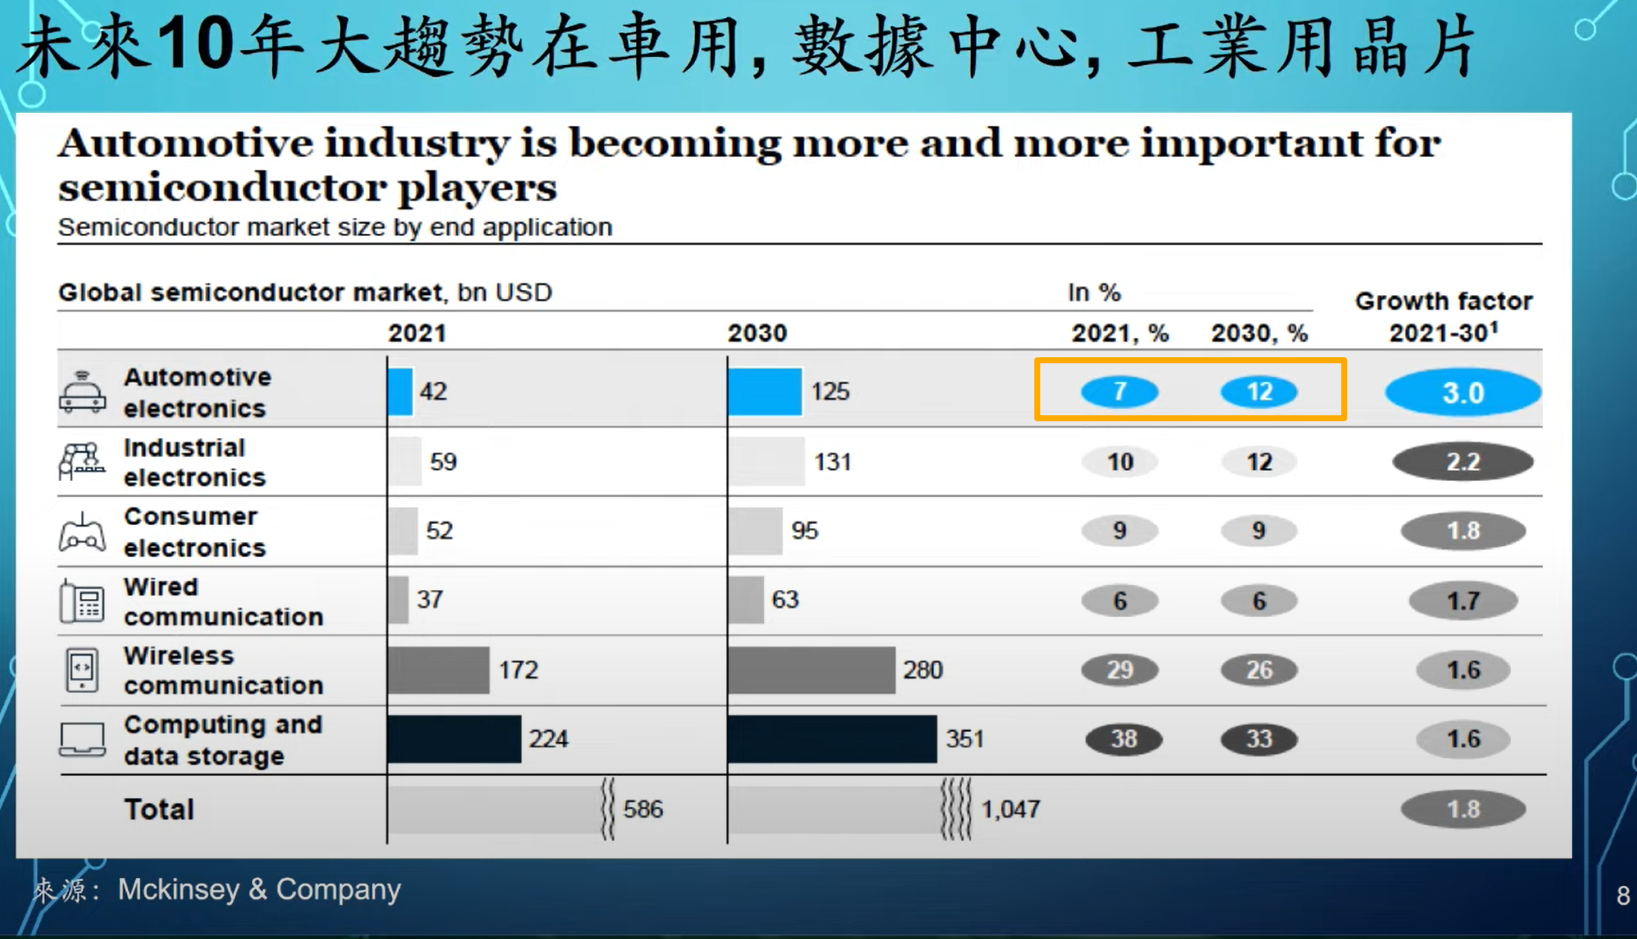 未來10年大趨勢在車用, 數據中心, 工業用晶片
Automotive industry is becoming more and more important for
semiconductor players
Semiconductor market size by end application
Global semiconductor market, bn USD
In %
Growth factor
2021-30¹
2021
2030
2021, %
2030, %
Automotive
electronics
42
125
7
12
3.0
Industrial
electronics
59
131
10
12
2.2
Consumer
electronics
52
95
9
9
1.8
Wired
communication
37
63
6
6
1.7
Wireless
communication
172
280
29
26
1.6
Computing and
data storage
224
351
38
33
1.6
Total
586
1,047
1.8
來源: Mckinsey & Company
8